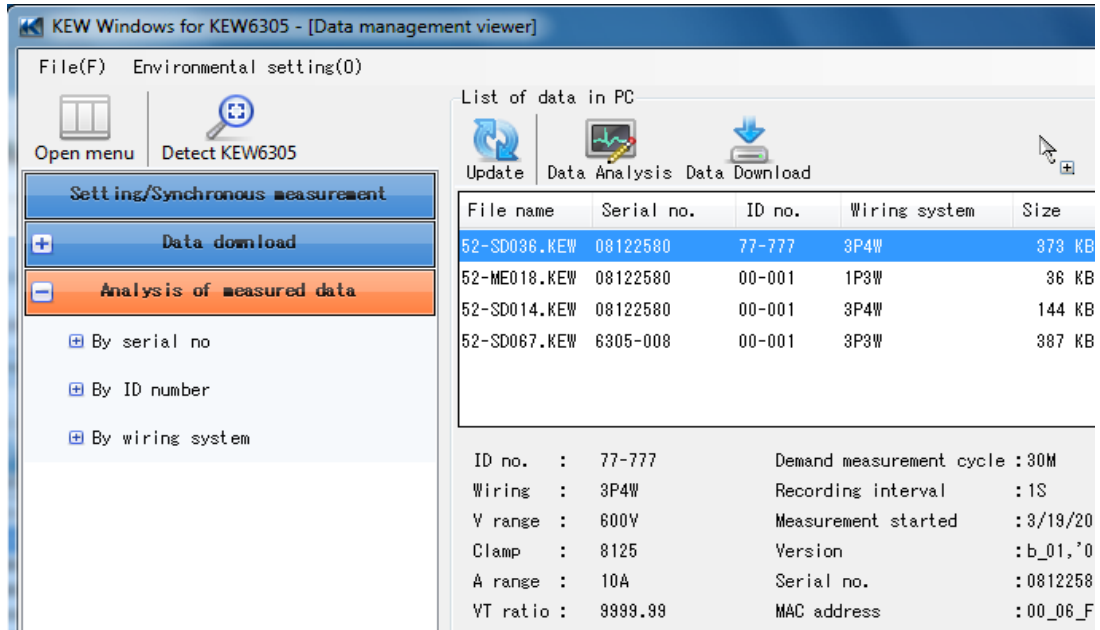 KEW Windows for KEW6305 - [Data management viewer]
File(F) Environmental setting(O)
Open menu Detect KEW6305
Setting/Synchronous measurement
Data download
Analysis of measured data
By serial no
By ID number
By wiring system
List of data in PC
Update Data Analysis Data Download
File name Serial no. ID no. Wiring system Size
52-SD036.KEW 08122580 77-777 3P4W 373 KB
52-ME018.KEW 08122580 00-001 1P3W 36 KB
52-SD014.KEW 08122580 00-001 3P4W 144 KB
52-SD067.KEW 6305-008 00-001 3P3W 387 KB
ID no. : 77-777 Demand measurement cycle :30M
Wiring : 3P4W Recording interval :1S
V range : 600V Measurement started :3/19/20
Clamp : 8125 Version :b_01,'0
A range : 10A Serial no. :0812258
VT ratio : 9999.99 MAC address :00_06_F